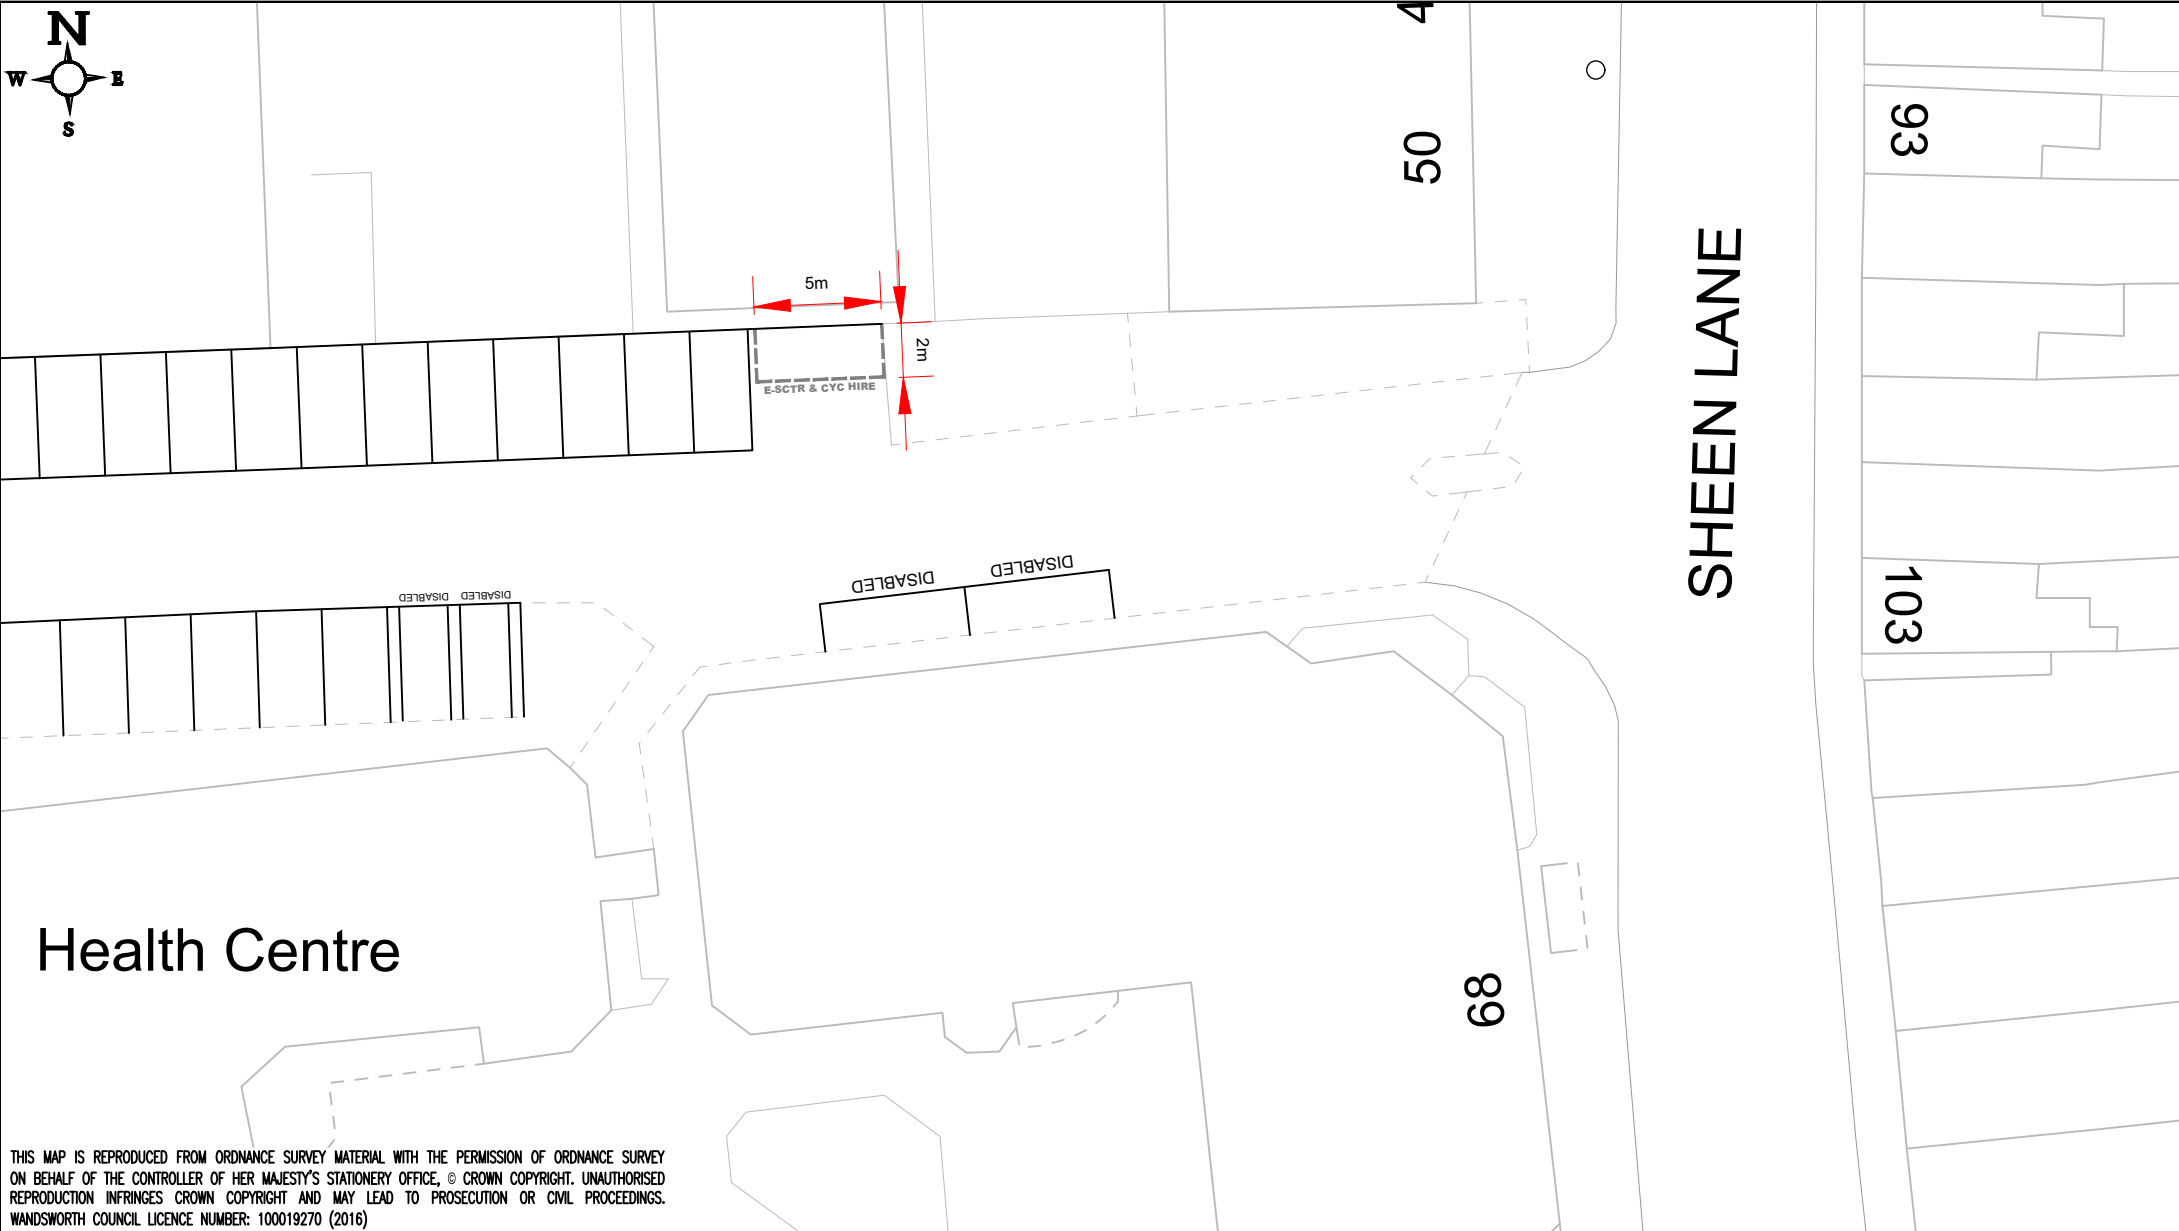 N
W E
S
4
50
93
5m
2m
E-SCTR & CYC HIRE
SHEEN LANE
DISABLED DISABLED
DISABLED DISABLED
103
Health Centre
89
THIS MAP IS REPRODUCED FROM ORDNANCE SURVEY MATERIAL WITH THE PERMISSION OF ORDNANCE SURVEY
ON BEHALF OF THE CONTROLLER OF HER MAJESTY'S STATIONERY OFFICE, © CROWN COPYRIGHT. UNAUTHORISED
REPRODUCTION INFRINGES CROWN COPYRIGHT AND MAY LEAD TO PROSECUTION OR CIVIL PROCEEDINGS.
WANDSWORTH COUNCIL LICENCE NUMBER: 100019270 (2016)